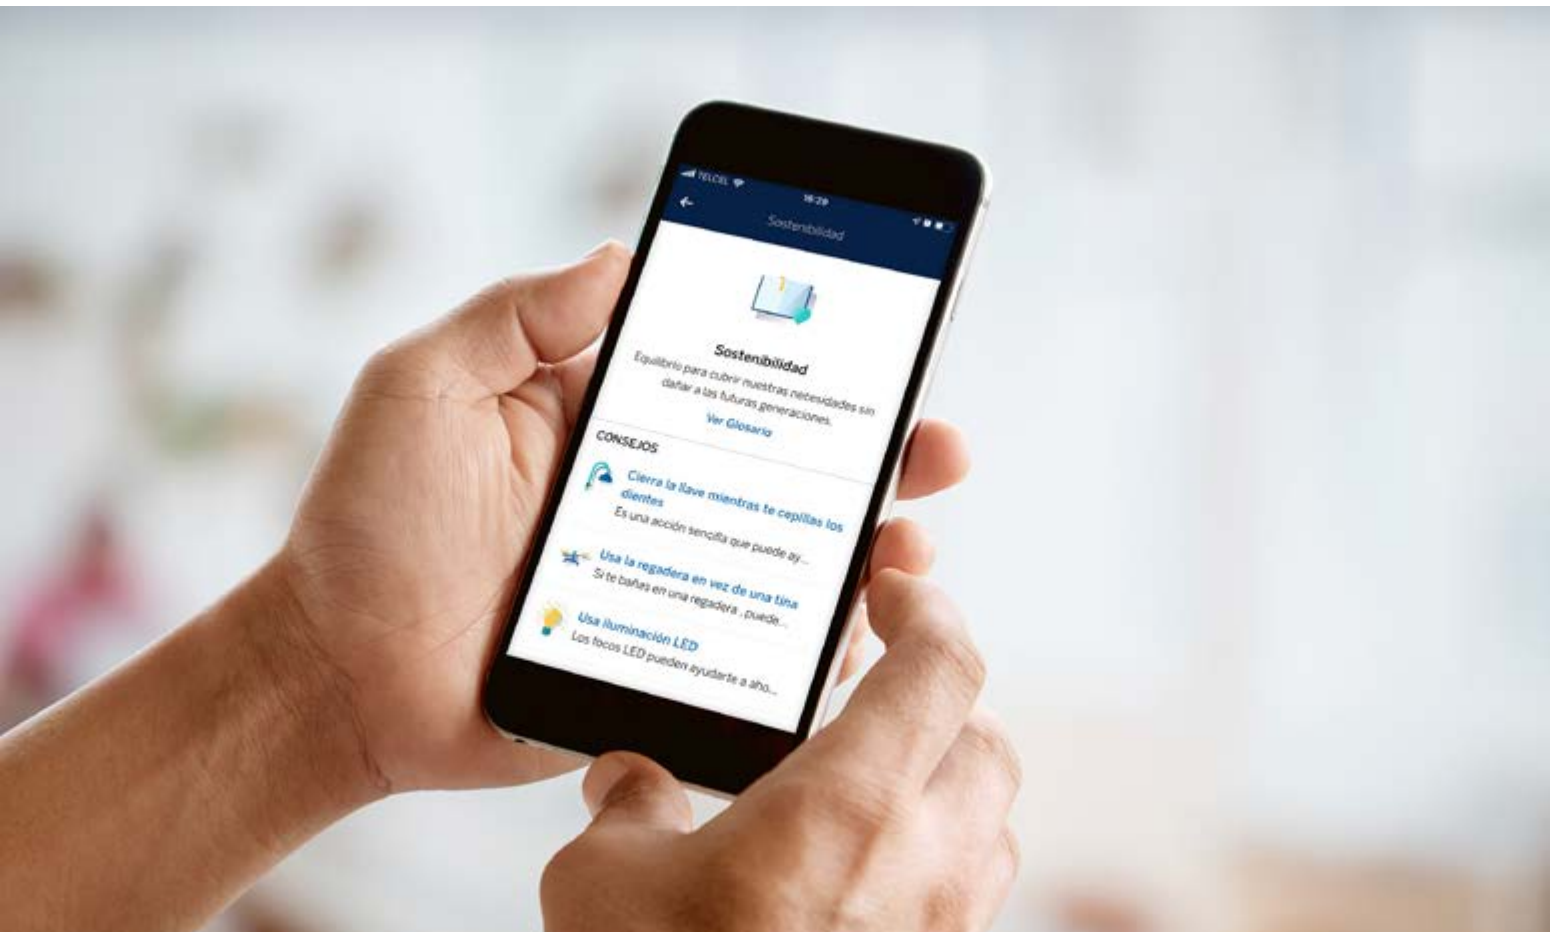 TELCEL
16:29
Sostenibilidad
Sostenibilidad
Equilibrio para cubrir nuestras necesidades sin
dañar a las futuras generaciones.
Ver Glosario
CONSEJOS
Cierra la llave mientras te cepillas los
dientes
Es una acción sencilla que puede ay...
Usa la regadera en vez de una tina
Si te bañas en una regadera , puede...
Usa iluminación LED
Los focos LED pueden ayudarte a aho...